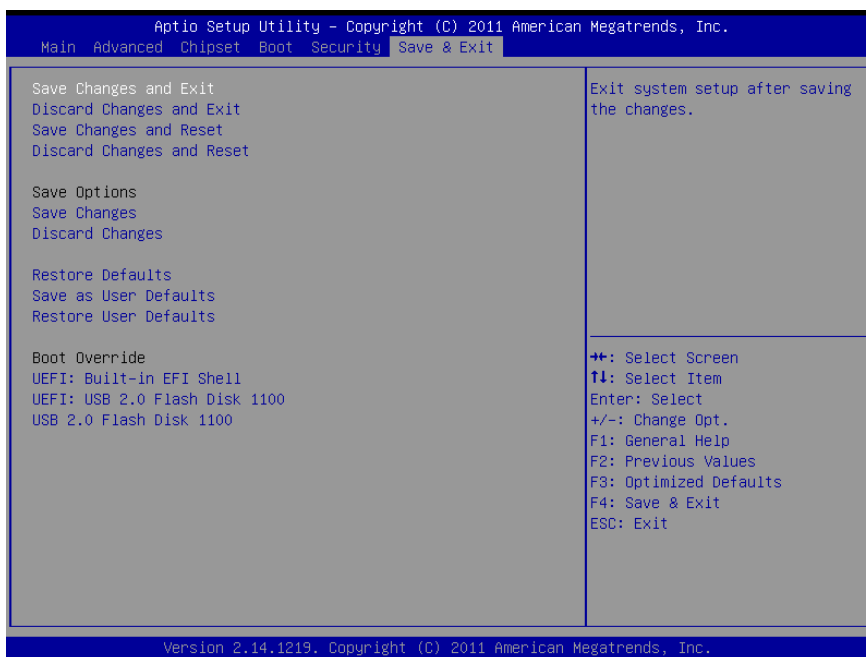 Aptio Setup Utility – Copyright (C) 2011 American Megatrends, Inc.
Main Advanced Chipset Boot Security Save & Exit
Save Changes and Exit
Discard Changes and Exit
Save Changes and Reset
Discard Changes and Reset
Save Options
Save Changes
Discard Changes
Restore Defaults
Save as User Defaults
Restore User Defaults
Boot Override
UEFI: Built-in EFI Shell
UEFI: USB 2.0 Flash Disk 1100
USB 2.0 Flash Disk 1100
Exit system setup after saving
the changes.
→←: Select Screen
↑↓: Select Item
Enter: Select
+/-: Change Opt.
F1: General Help
F2: Previous Values
F3: Optimized Defaults
F4: Save & Exit
ESC: Exit
Version 2.14.1219. Copyright (C) 2011 American Megatrends, Inc.